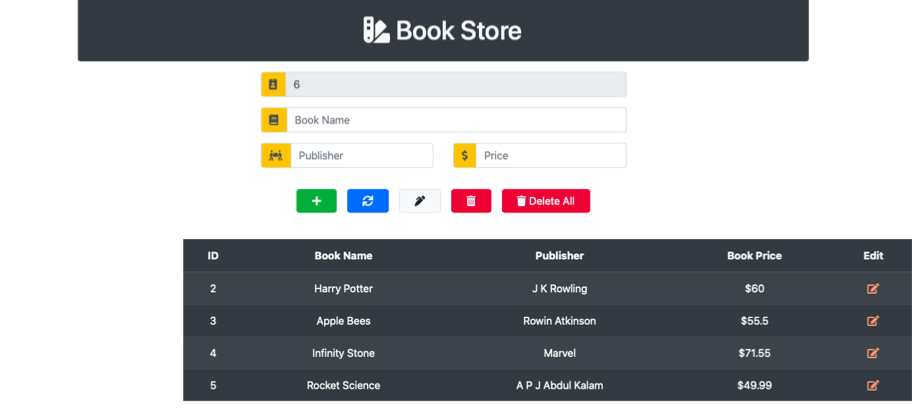 Book Store
6
Book Name
Publisher Price
Delete All
ID Book Name Publisher Book Price Edit
2 Harry Potter J K Rowling $60
3 Apple Bees Rowin Atkinson $55.5
4 Infinity Stone Marvel $71.55
5 Rocket Science A P J Abdul Kalam $49.99